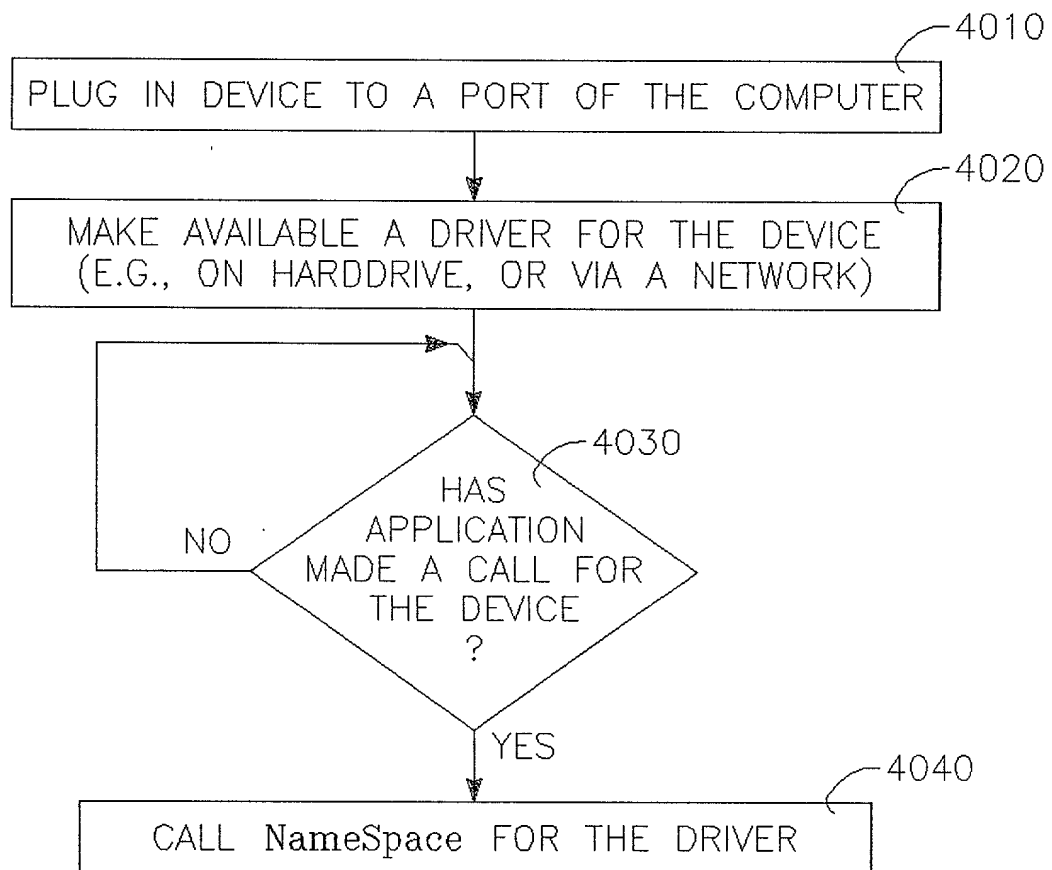 4010
PLUG IN DEVICE TO A PORT OF THE COMPUTER
4020
MAKE AVAILABLE A DRIVER FOR THE DEVICE
(E.G., ON HARDDRIVE, OR VIA A NETWORK)
4030
HAS
APPLICATION
MADE A CALL FOR
THE DEVICE
?
NO
YES
4040
CALL NameSpace FOR THE DRIVER